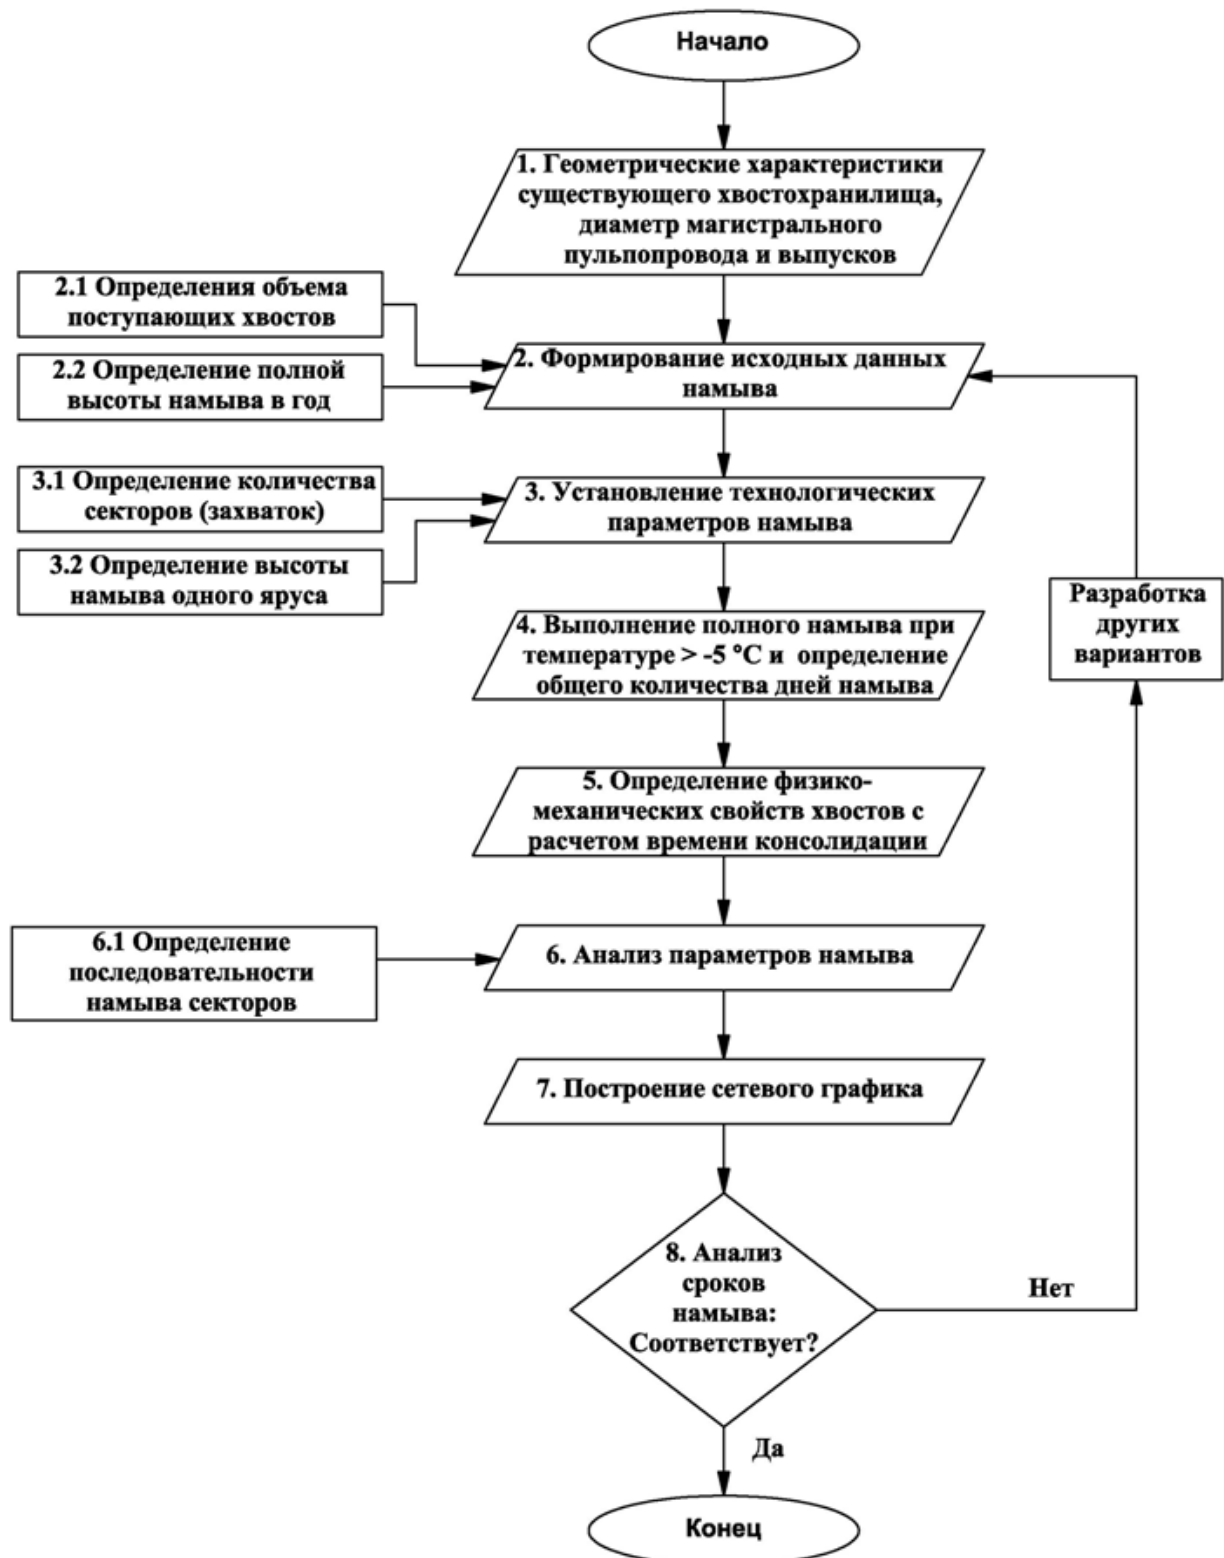 Начало
1. Геометрические характеристики
существующего хвостохранилища,
диаметр магистрального
пульпопровода и выпусков
2.1 Определения объема
поступающих хвостов
2.2 Определение полной
высоты намыва в год
2. Формирование исходных данных
намыва
3.1 Определение количества
секторов (захваток)
3.2 Определение высоты
намыва одного яруса
3. Установление технологических
параметров намыва
4. Выполнение полного намыва при
температуре > -5 °C и определение
общего количества дней намыва
Разработка
других
вариантов
5. Определение физико-
механических свойств хвостов с
расчетом времени консолидации
6.1 Определение
последовательности
намыва секторов
6. Анализ параметров намыва
7. Построение сетевого графика
8. Анализ
сроков
намыва:
Соответствует?
Нет
Да
Конец